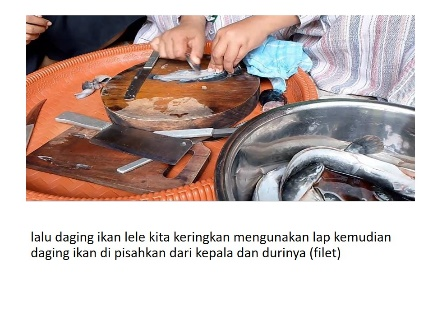 lalu daging ikan lele kita keringkan mengunakan lap kemudian
daging ikan di pisahkan dari kepala dan durinya (filet)